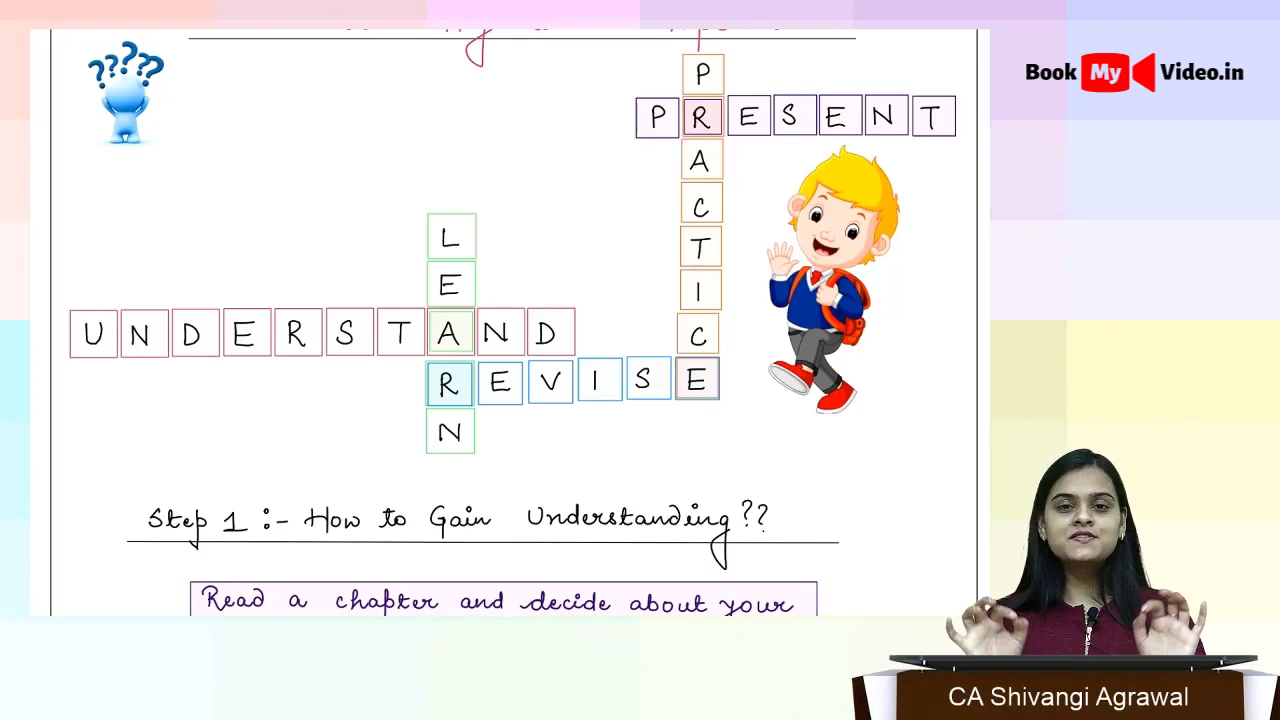 ????
Book My Video.in
PRACTICE
PRESENT
LEARN
UNDERSTAND
REVISE
Step 1 :- How to Gain Understanding??
Read a chapter and decide about your
CA Shivangi Agrawal